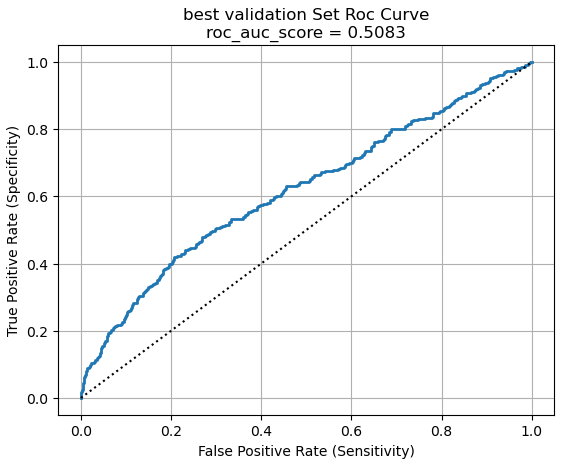 best validation Set Roc Curve
roc_auc_score = 0.5083
1.0
0.8
0.6
0.4
0.2
0.0
True Positive Rate (Specificity)
0.0 0.2 0.4 0.6 0.8 1.0
False Positive Rate (Sensitivity)